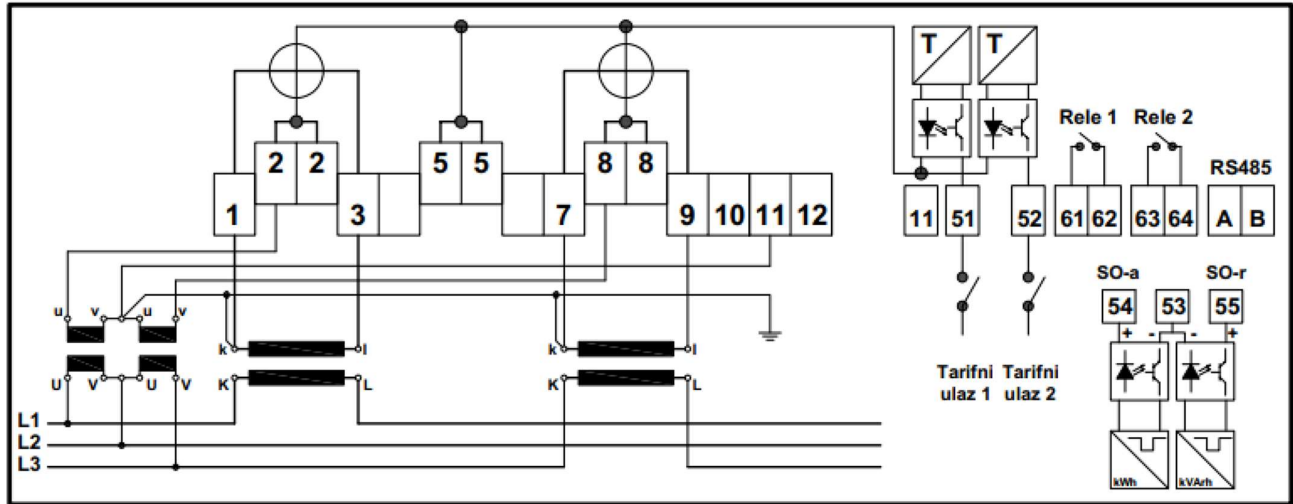 T T
Rele 1 Rele 2
2 2 5 5 8 8
RS485
1 3 7 9 10 11 12 11 51 52 61 62 63 64 A B
SO-a SO-r
54 53 55
+ - - +
u v u v
k l k l
U V U V K L K L
Tarifni Tarifni
ulaz 1 ulaz 2
L1
L2
L3
kWh kVArh